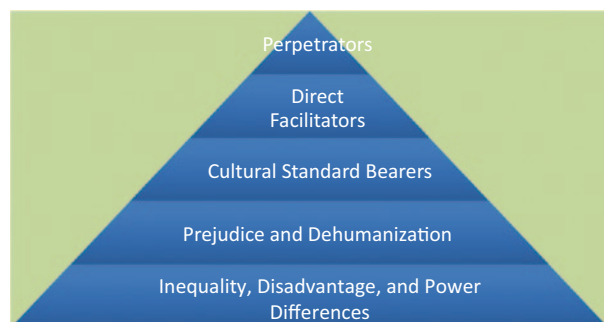 Perpetrators
Direct
Facilitators
Cultural Standard Bearers
Prejudice and Dehumanization
Inequality, Disadvantage, and Power
Differences